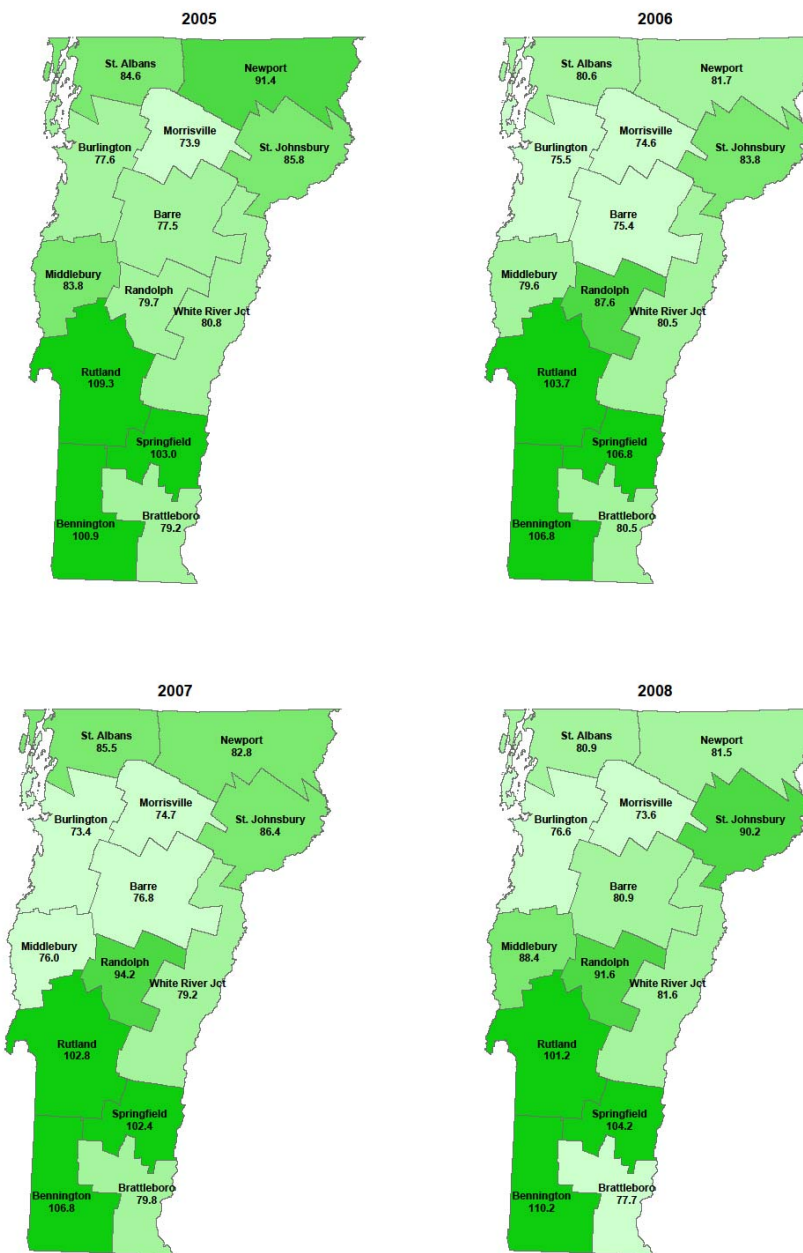 2005
St. Albans
84.6
Newport
91.4
Morrisville
73.9
Burlington
77.6
St. Johnsbury
85.8
Barre
77.5
Middlebury
83.8
Randolph
79.7
White River Jct
80.8
Rutland
109.3
Springfield
103.0
Brattleboro
79.2
Bennington
100.9
2006
St. Albans
80.6
Newport
81.7
Morrisville
74.6
Burlington
75.5
St. Johnsbury
83.8
Barre
75.4
Middlebury
79.6
Randolph
87.6
White River Jct
80.5
Rutland
103.7
Springfield
106.8
Brattleboro
80.5
Bennington
106.8
2007
St. Albans
85.5
Newport
82.8
Morrisville
74.7
Burlington
73.4
St. Johnsbury
86.4
Barre
76.8
Middlebury
76.0
Randolph
94.2
White River Jct
79.2
Rutland
102.8
Springfield
102.4
Brattleboro
79.8
Bennington
106.8
2008
St. Albans
80.9
Newport
81.5
Morrisville
73.6
Burlington
76.6
St. Johnsbury
90.2
Barre
80.9
Middlebury
88.4
Randolph
91.6
White River Jct
81.6
Rutland
101.2
Springfield
104.2
Brattleboro
77.7
Bennington
110.2